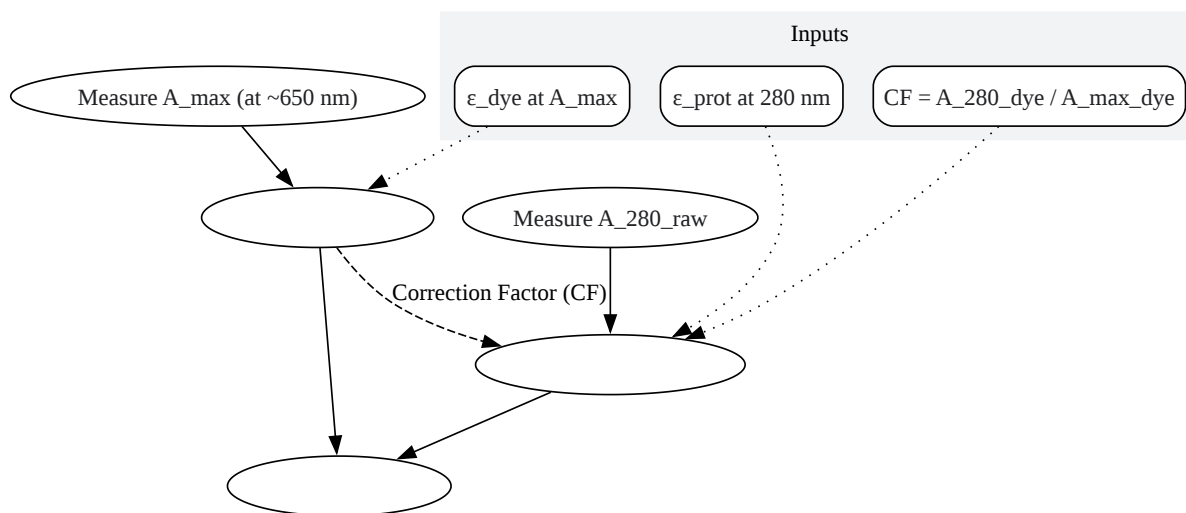 Inputs
Measure A_max (at ~650 nm)
ε_dye at A_max
ε_prot at 280 nm
CF = A_280_dye / A_max_dye
Measure A_280_raw
Correction Factor (CF)